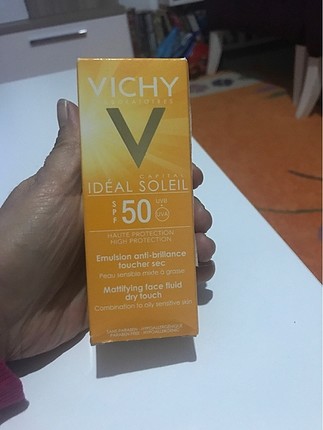 VICHY
LABORATOIRES
V
CAPITAL
IDÉAL SOLEIL
SPF 50 UVB + UVA
HAUTE PROTECTION
HIGH PROTECTION
Emulsion anti-brillance
toucher sec
Peau sensible mixte à grasse
Mattifying face fluid
dry touch
Combination to oily sensitive skin